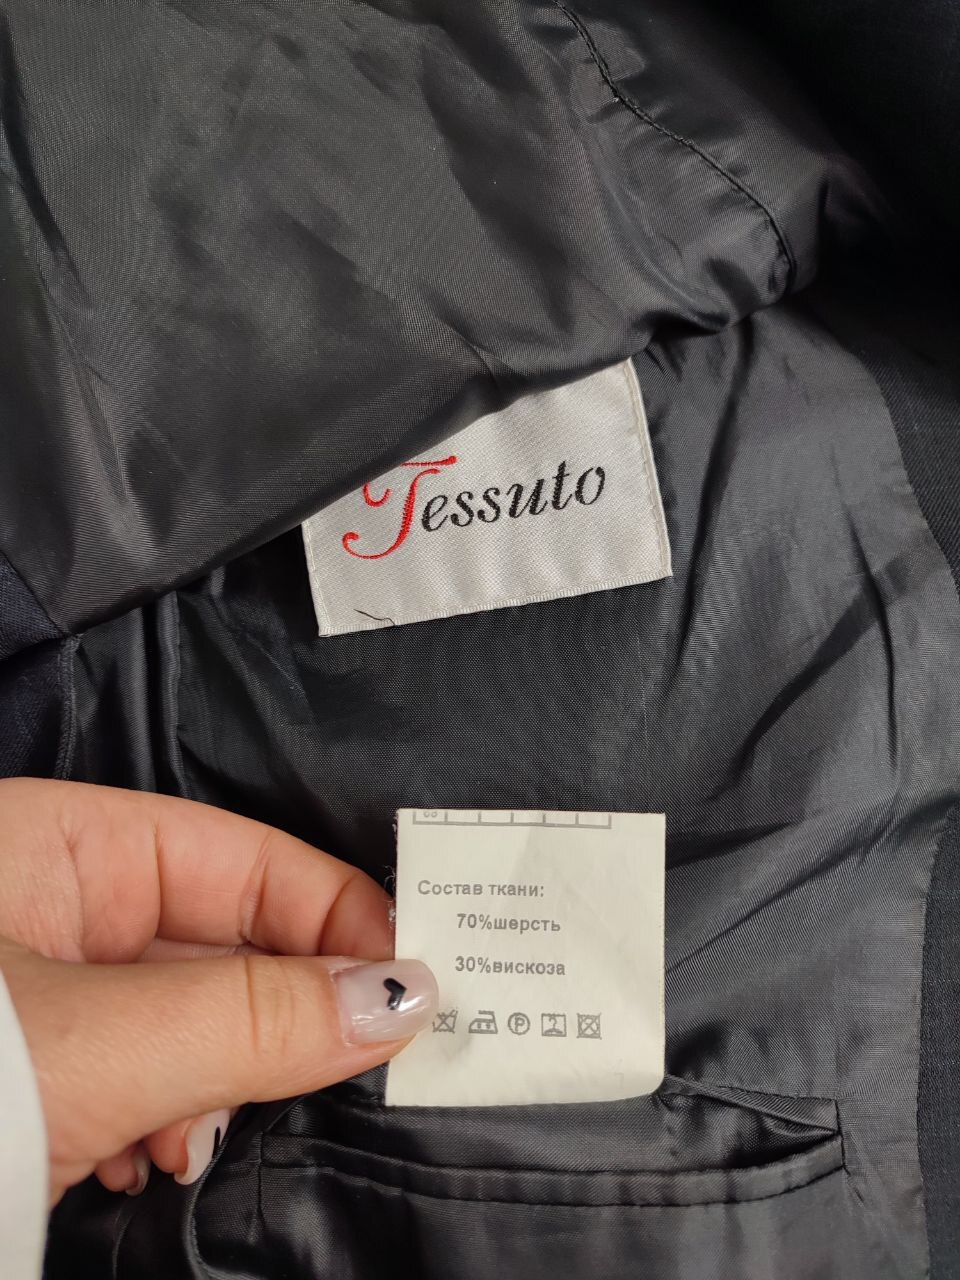 Tessuto
Состав ткани:
70%шерсть
30%вискоза
P